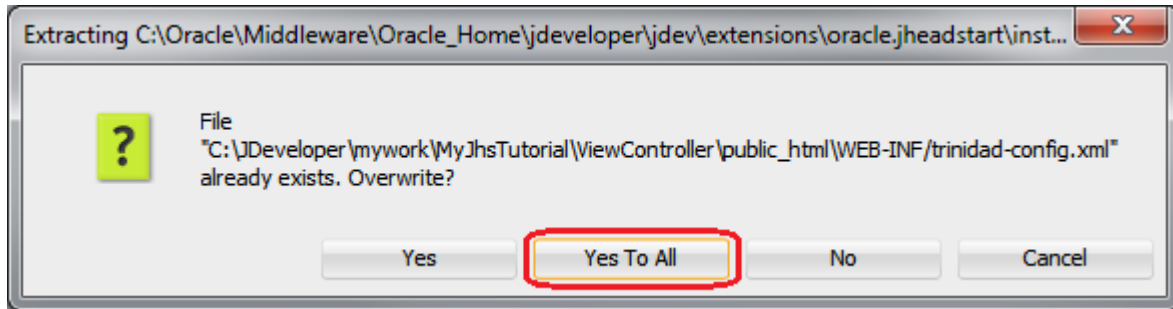 Extracting C:\Oracle\Middleware\Oracle_Home\jdeveloper\jdev\extensions\oracle.jheadstart\inst...
File
"C:\JDeveloper\mywork\MyJhsTutorial\ViewController\public_html\WEB-INF/trinidad-config.xml"
already exists. Overwrite?
Yes Yes To All No Cancel